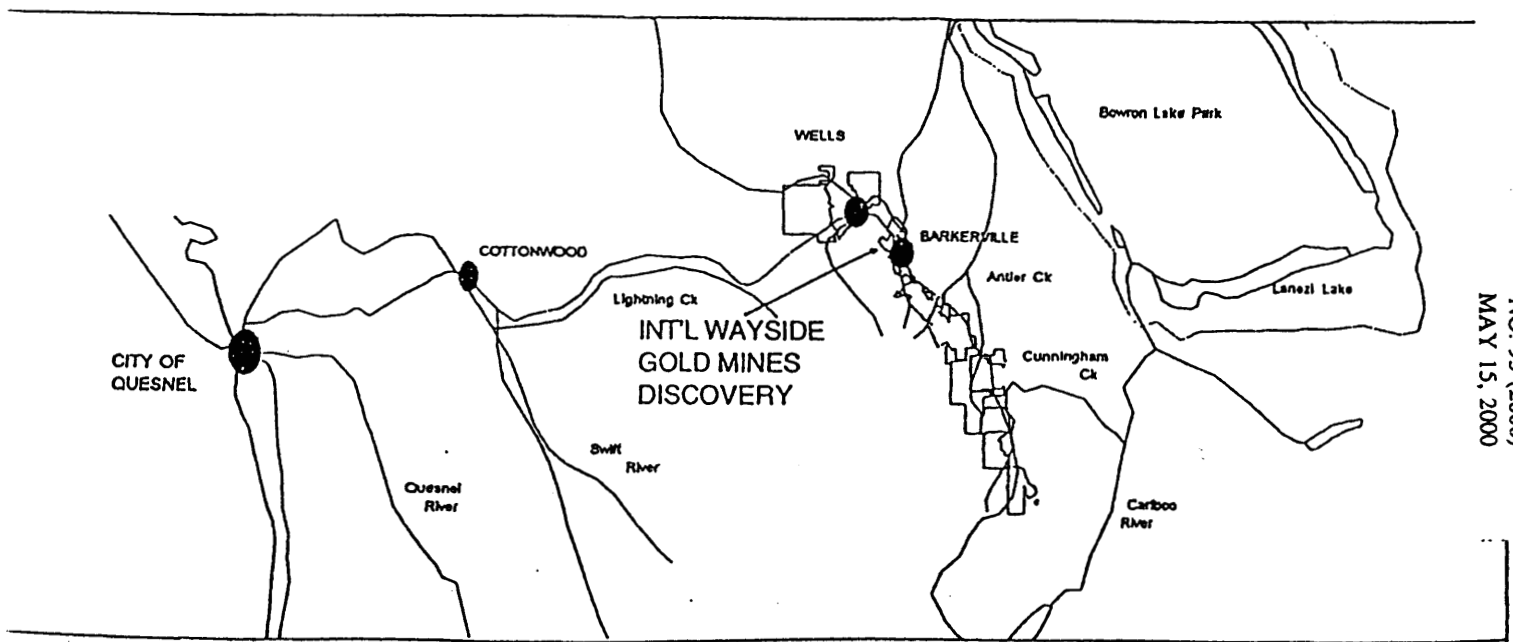 WELLS
Bowron Lake Park
COTTONWOOD
BARKERVILLE
Antler Ck
Lanezi Lake
Lightning Ck
INT'L WAYSIDE
GOLD MINES
DISCOVERY
CITY OF
QUESNEL
Cunningham
Ck
Swift
River
Quesnel
River
Cariboo
River
MAY 15, 2000